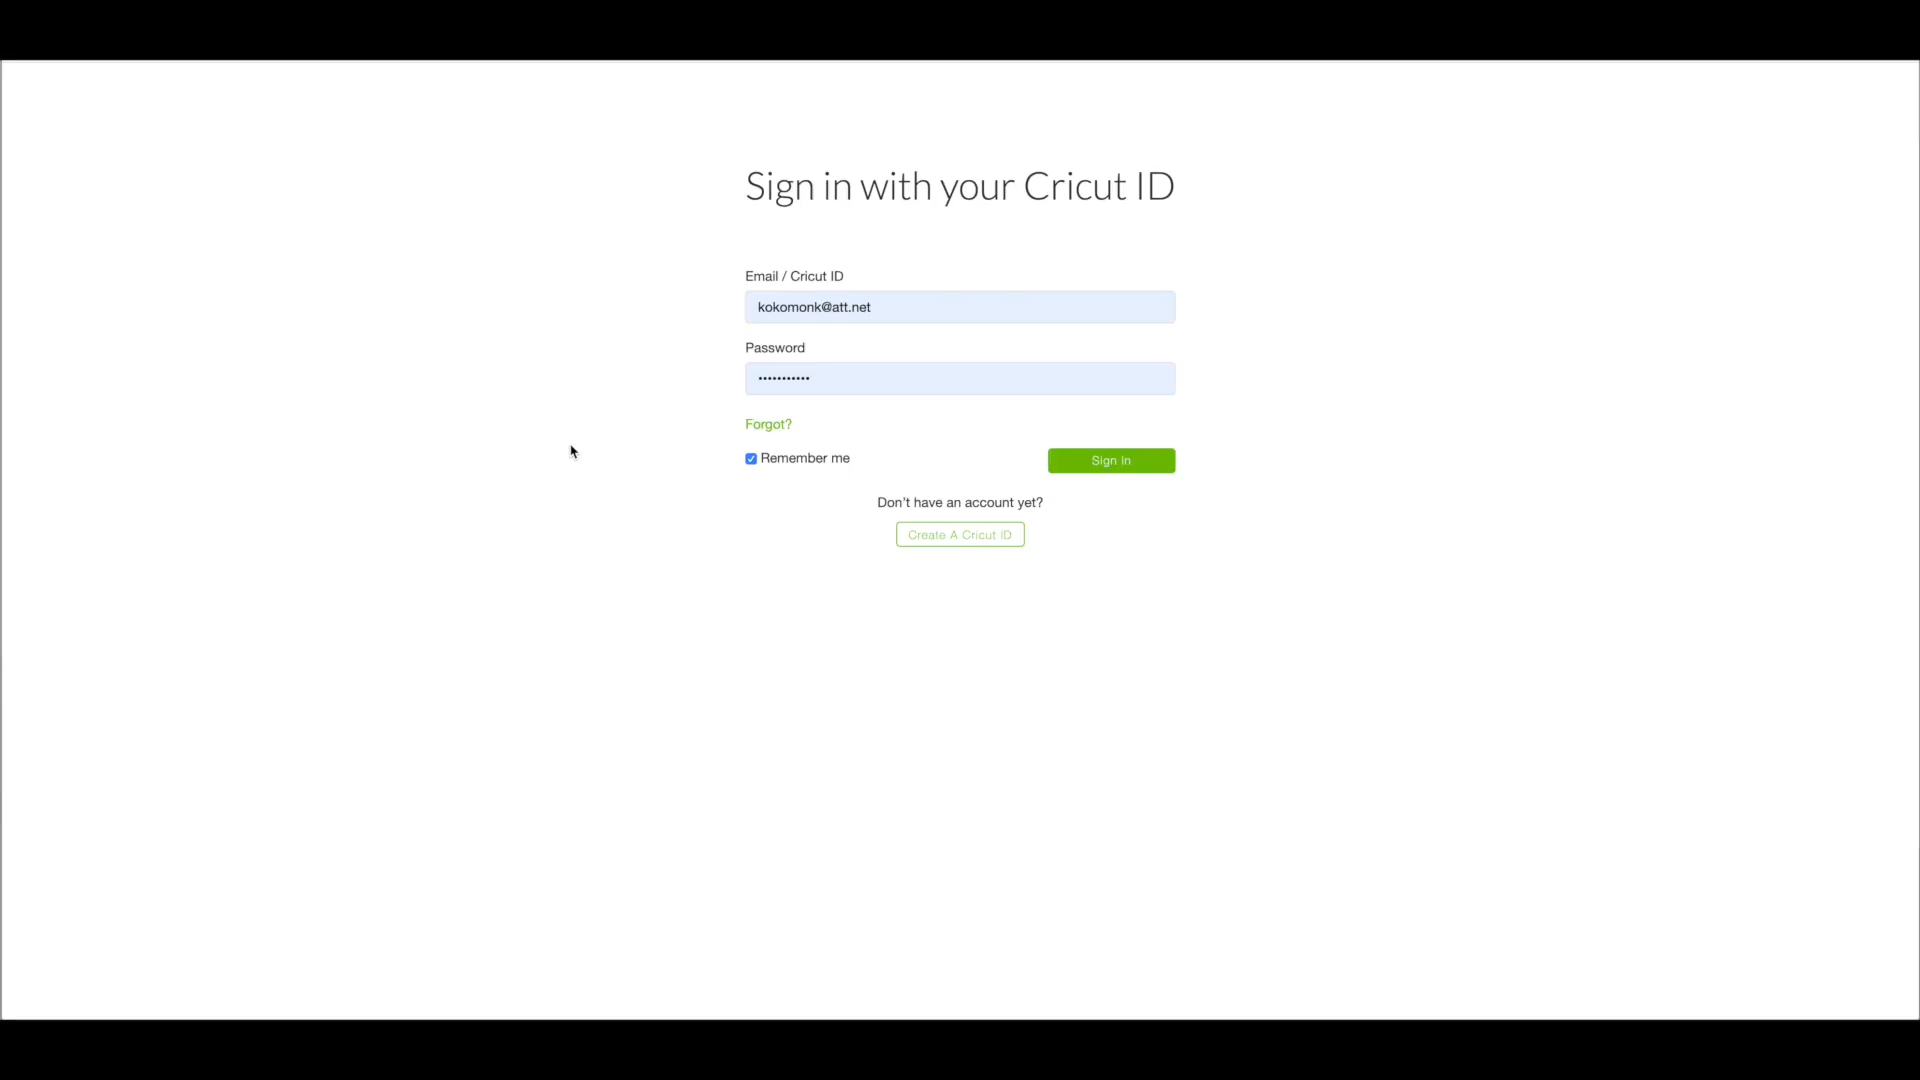 Sign in with your Cricut ID
Email / Cricut ID
kokomonk@att.net
Password
•••••••••••
Forgot?
Remember me
Sign In
Don't have an account yet?
Create A Cricut ID